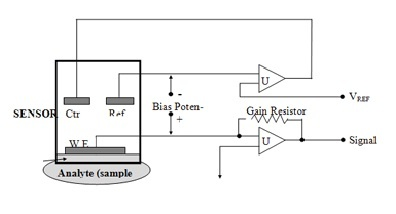 U
V REF
SENSOR Ctr Ref Bias Poten- Gain Resistor
- 
+
W E
U
Signal
Analyte (sample